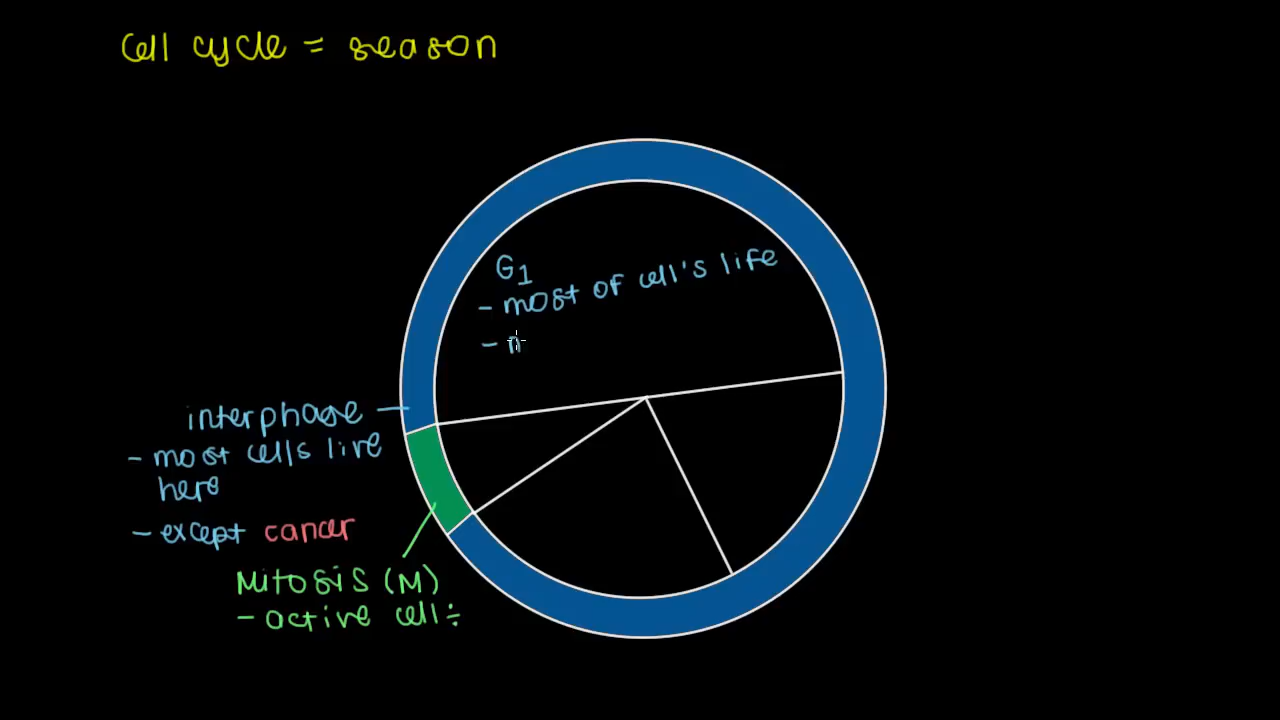 Cell cycle = season
G1
- most of cell's life
- n
interphase
- most cells live
here
- except cancer
Mitosis (M)
- active cell ÷